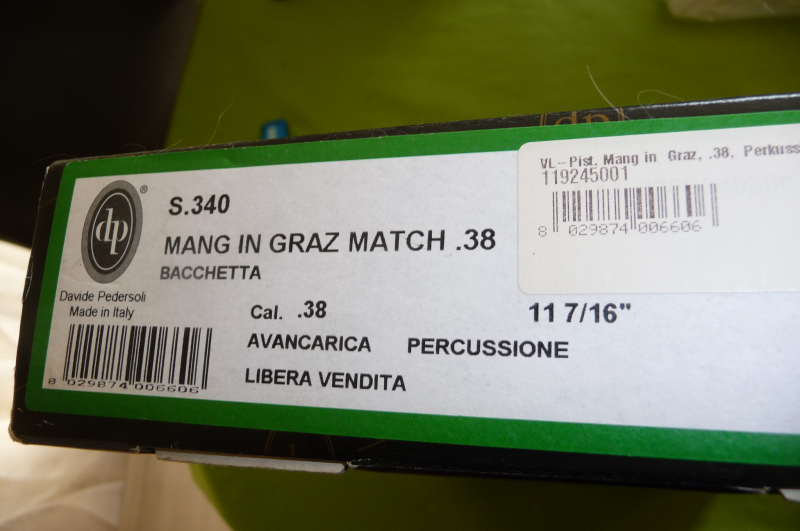 dp
®
S.340
MANG IN GRAZ MATCH .38
BACCHETTA
Davide Pedersoli
Made in Italy
8 029874 006606
Cal. .38
11 7/16"
AVANCARICA PERCUSSIONE
LIBERA VENDITA
VL-Pist. Mang in Graz, .38, Perkuss
119245001
8 029874 006606
dp